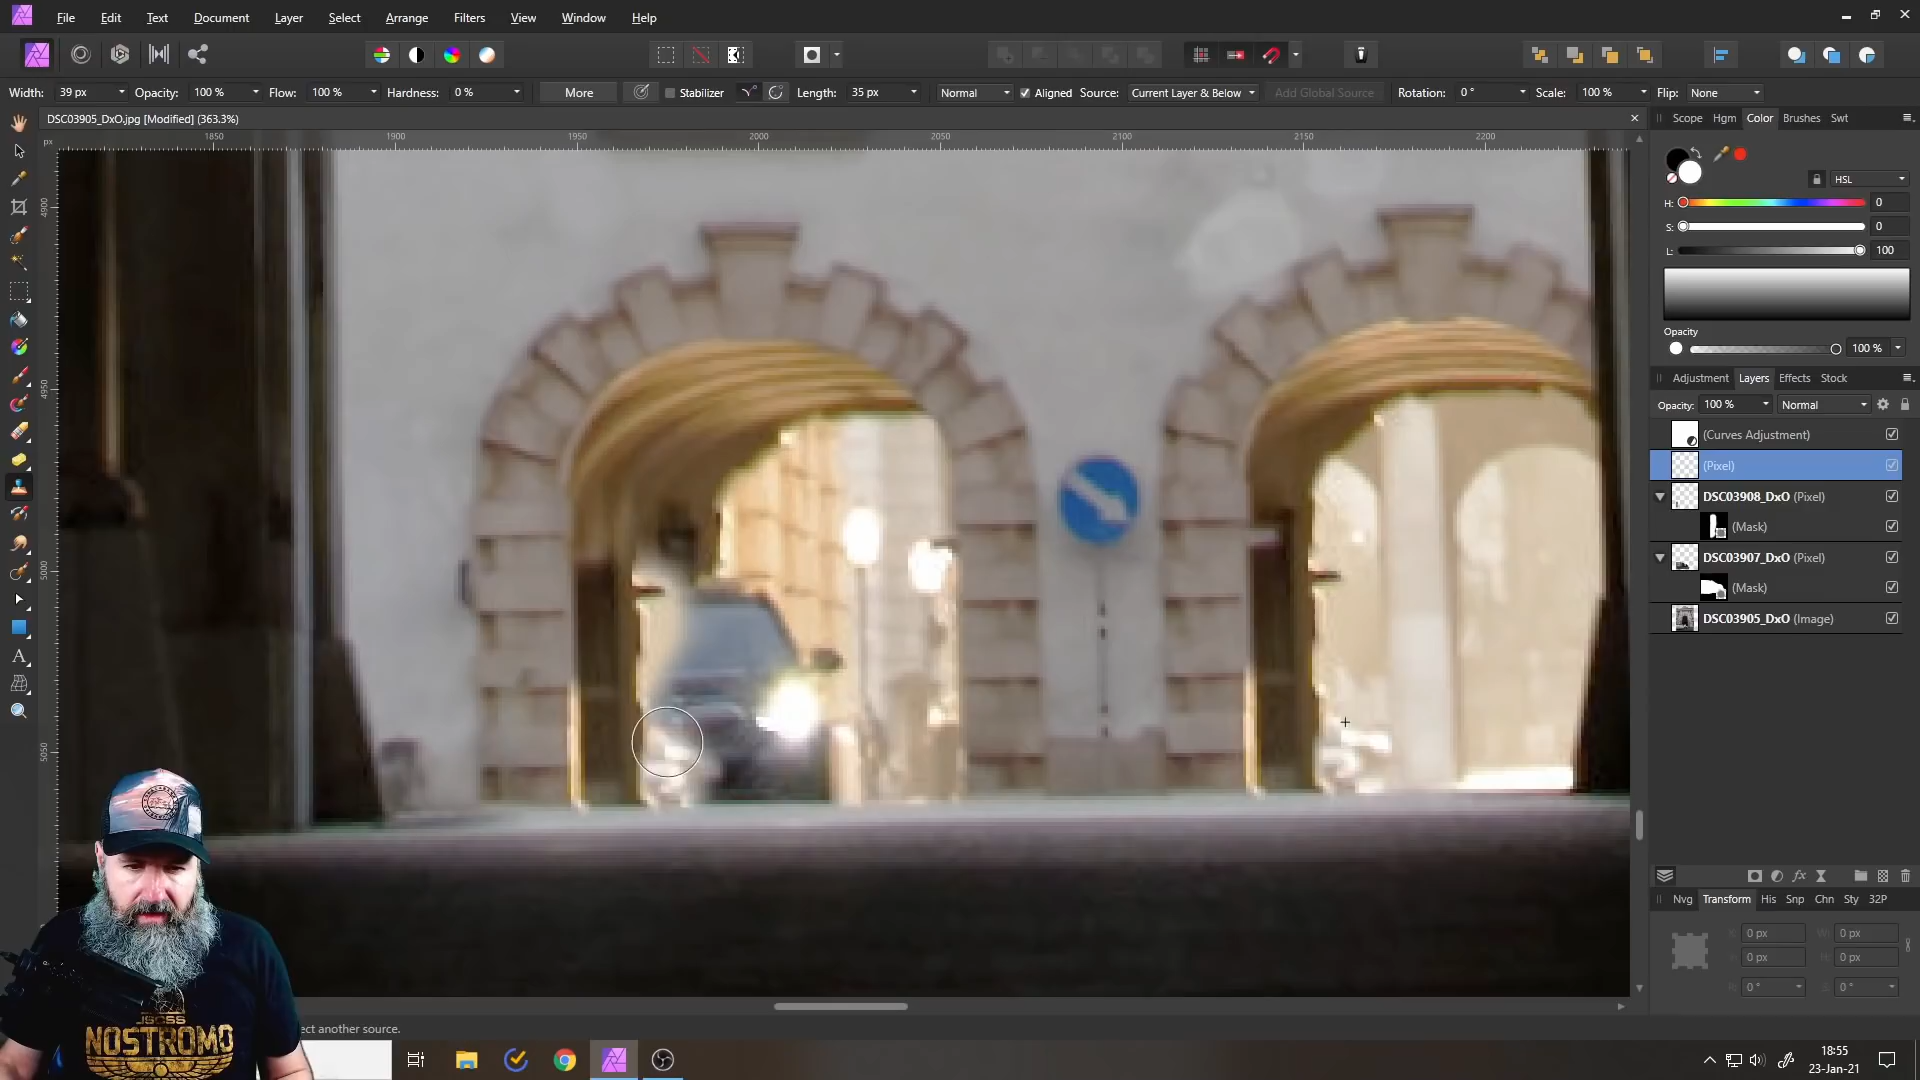 File Edit Text Document Layer Select Arrange Filters View Window Help
Width: 39 px Opacity: 100 % Flow: 100 % Hardness: 0 % More Stabilizer Length: 35 px Normal Aligned Source: Current Layer & Below Add Global Source Rotation: 0 ° Scale: 100 % Flip: None
DSC03905_DxO.jpg [Modified] (363.3%)
Scope Hgm Color Brushes Swt
px 1850 1900 1950 2000 2050 2100 2150 2200
4900
4950
5000
5050
HSL
H: 0
S: 0
L: 100
Opacity
100 %
Adjustment Layers Effects Stock
Opacity: 100 % Normal
(Curves Adjustment)
(Pixel)
DSC03908_DxO (Pixel)
(Mask)
DSC03907_DxO (Pixel)
(Mask)
DSC03905_DxO (Image)
Nvg Transform His Snp Chn Sty 32P
X: 0 px W: 0 px
Y: 0 px H: 0 px
0 ° 0 °
ect another source.
NOSTROMO
18:55
23-Jan-21